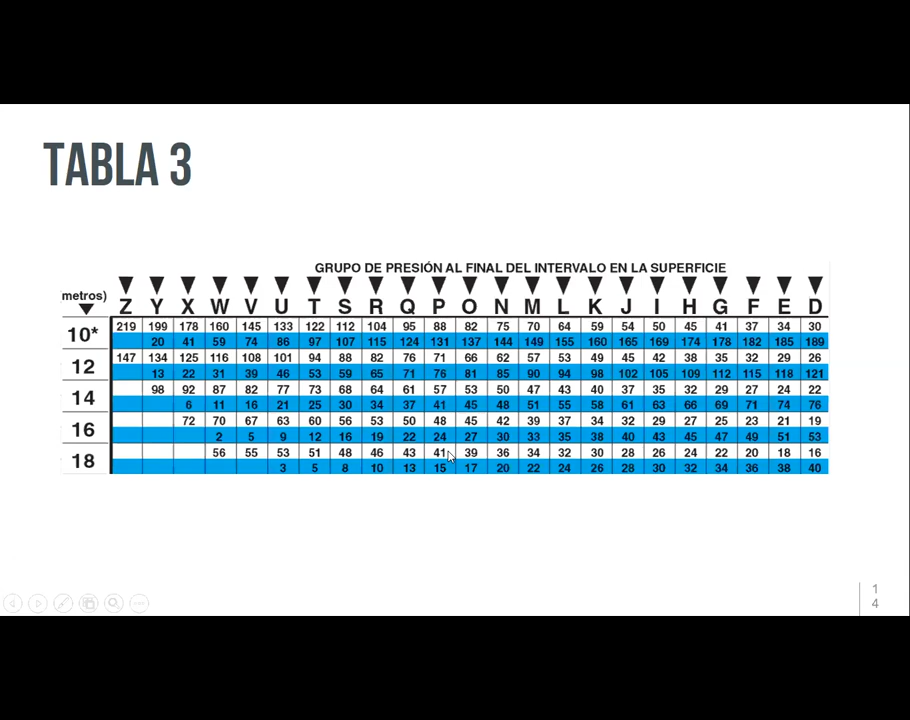 TABLA 3
GRUPO DE PRESIÓN AL FINAL DEL INTERVALO EN LA SUPERFICIE
metros)
Z Y X W V U T S R Q P O N M L K J I H G F E D
10*
219 199 178 160 145 133 122 112 104 95 88 82 75 70 64 59 54 50 45 41 37 34 30
20 41 59 74 86 97 107 115 124 131 137 144 149 155 160 165 169 174 178 182 185 189
12
147 134 125 116 108 101 94 88 82 76 71 66 62 57 53 49 45 42 38 35 32 29 26
13 22 31 39 46 53 59 65 71 76 81 85 90 94 98 102 105 109 112 115 118 121
14
98 92 87 82 77 73 68 64 61 57 53 50 47 43 40 37 35 32 29 27 24 22
6 11 16 21 25 30 34 37 41 45 48 51 55 58 61 63 66 69 71 74 76
16
72 70 67 63 60 56 53 50 48 45 42 39 37 34 32 29 27 25 23 21 19
2 5 9 12 16 19 22 24 27 30 33 35 38 40 43 45 47 49 51 53
18
56 55 53 51 48 46 43 41 39 36 34 32 30 28 26 24 22 20 18 16
3 5 8 10 13 15 17 20 22 24 26 28 30 32 34 36 38 40
1
4